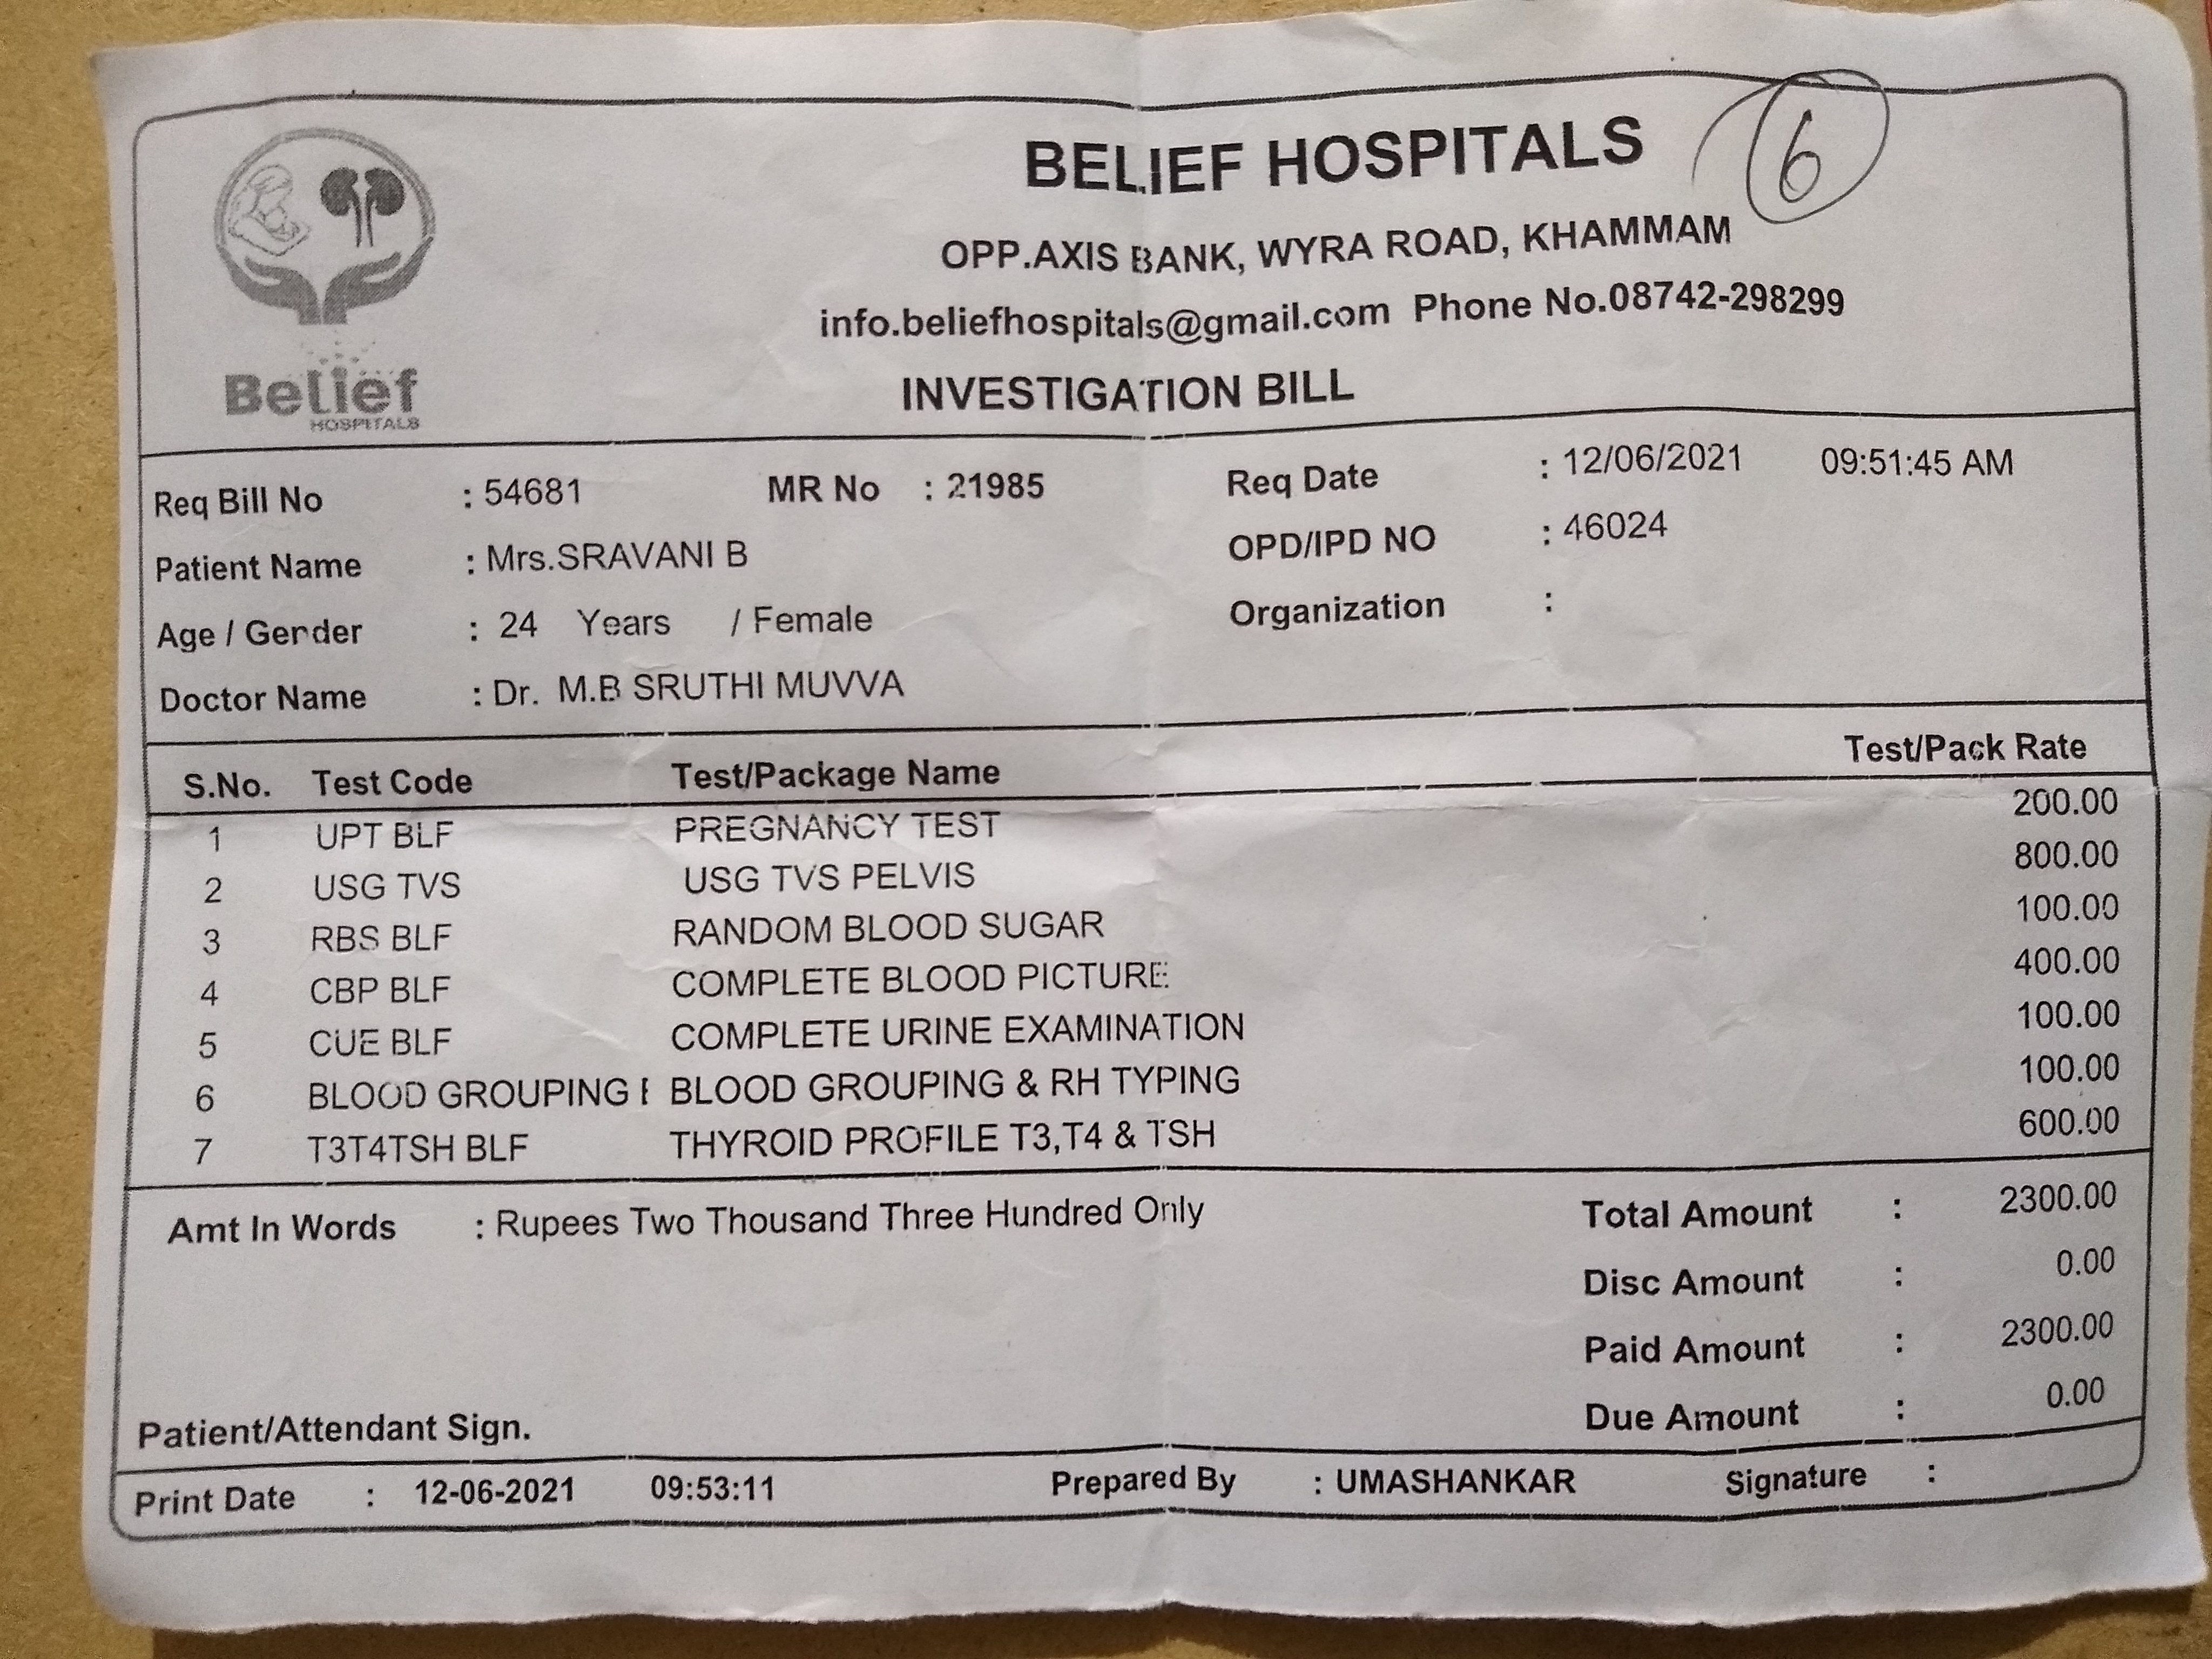 BELIEF HOSPITALS
6
OPP.AXIS BANK, WYRA ROAD, KHAMMAM
info.beliefhospitals@gmail.com Phone No.08742-298299
Belief
HOSPITALS
INVESTIGATION BILL
Req Bill No : 54681 MR No : 21985 Req Date : 12/06/2021 09:51:45 AM
Patient Name : Mrs.SRAVANI B OPD/IPD NO : 46024
Age / Gender : 24 Years / Female Organization :
Doctor Name : Dr. M.B SRUTHI MUVVA
S.No. Test Code Test/Package Name Test/Pack Rate
1 UPT BLF PREGNANCY TEST 200.00
2 USG TVS USG TVS PELVIS 800.00
3 RBS BLF RANDOM BLOOD SUGAR 100.00
4 CBP BLF COMPLETE BLOOD PICTURE 400.00
5 CUE BLF COMPLETE URINE EXAMINATION 100.00
6 BLOOD GROUPING BLOOD GROUPING & RH TYPING 100.00
7 T3T4TSH BLF THYROID PROFILE T3,T4 & TSH 600.00
Amt In Words : Rupees Two Thousand Three Hundred Only Total Amount : 2300.00
Disc Amount : 0.00
Paid Amount : 2300.00
Due Amount : 0.00
Patient/Attendant Sign.
Print Date : 12-06-2021 09:53:11 Prepared By : UMASHANKAR Signature :